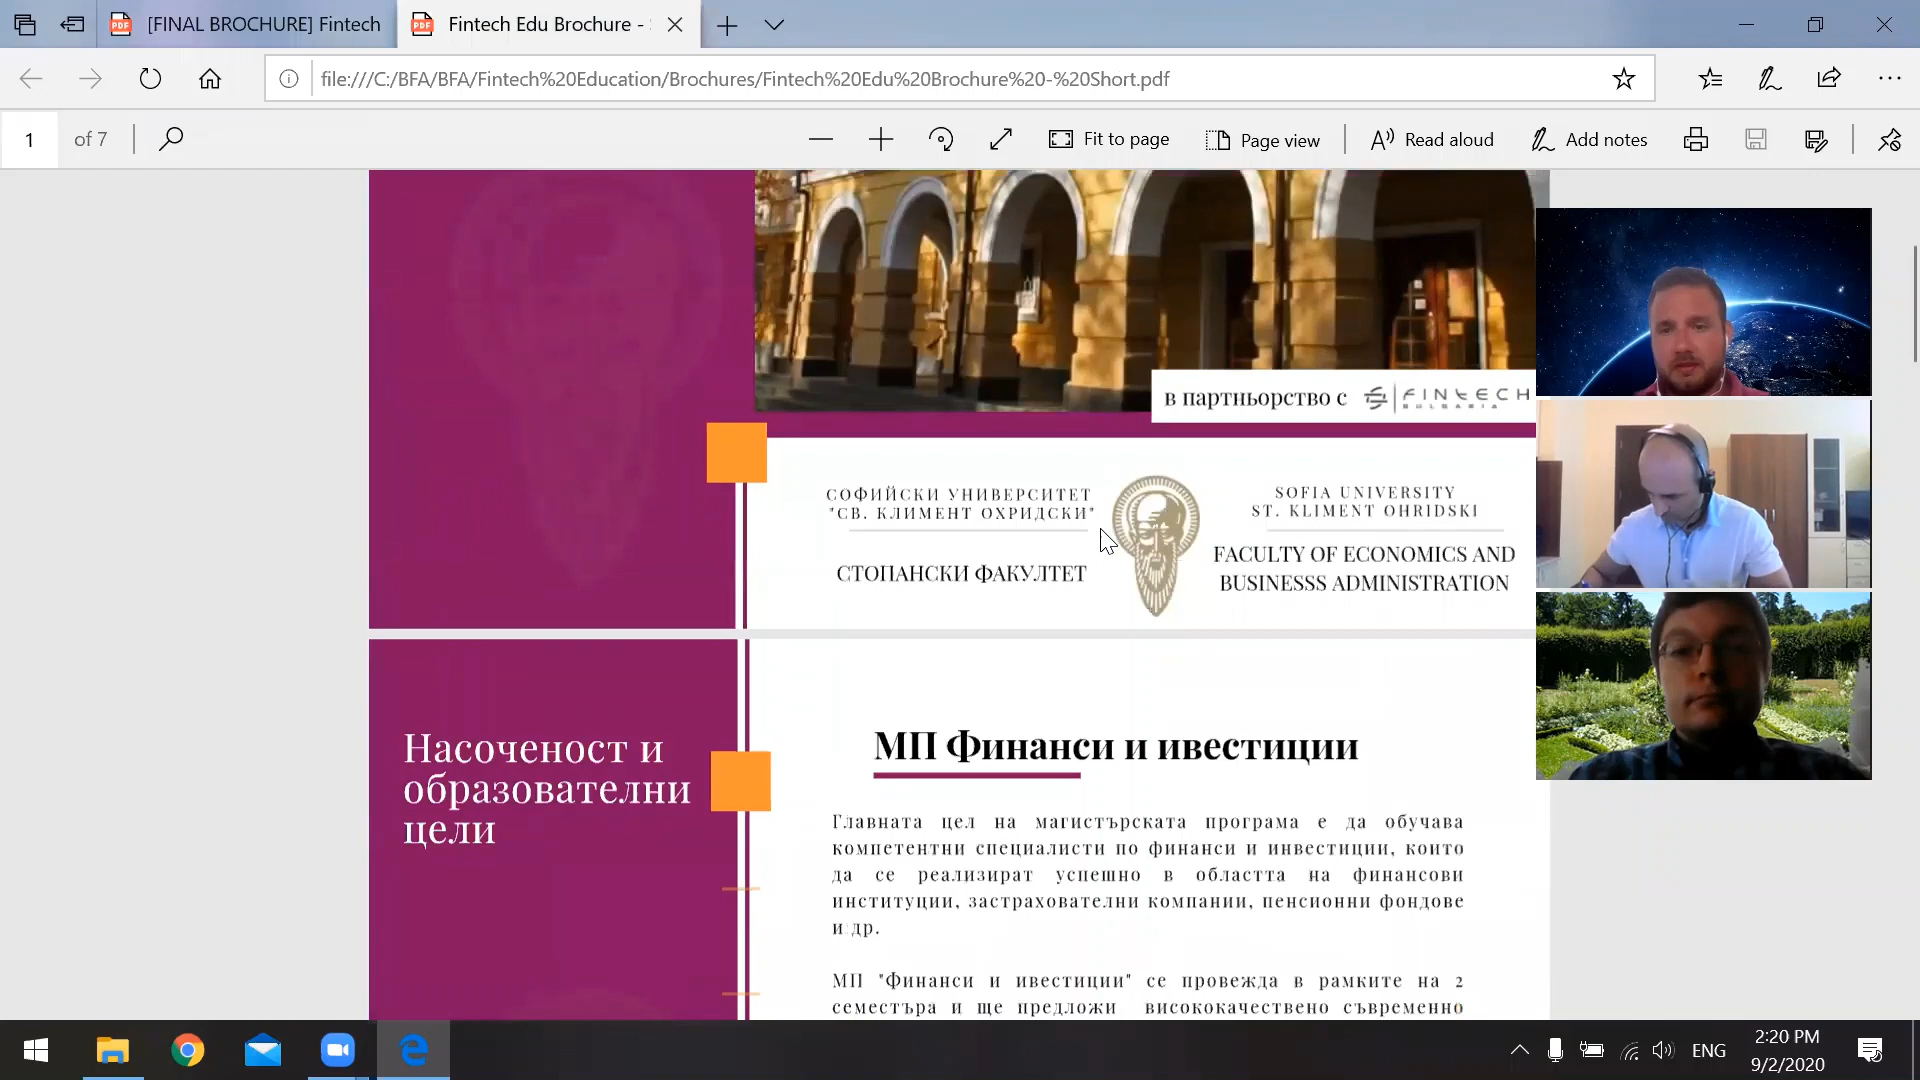 [FINAL BROCHURE] Fintech
Fintech Edu Brochure -
file:///C:/BFA/BFA/Fintech%20Education/Brochures/Fintech%20Edu%20Brochure%20-%20Short.pdf
1 of 7
Fit to page
Page view
Read aloud
Add notes
в партньорство с FINTECH
BULGARIA
СОФИЙСКИ УНИВЕРСИТЕТ
"СВ. КЛИМЕНТ ОХРИДСКИ"
СТОПАНСКИ ФАКУЛТЕТ
SOFIA UNIVERSITY
ST. KLIMENT OHRIDSKI
FACULTY OF ECONOMICS AND
BUSINESSS ADMINISTRATION
Насоченост и
образователни
цели
МП Финанси и ивестиции
Главната цел на магистърската програма е да обучава
компетентни специалисти по финанси и инвестиции, които
да се реализират успешно в областта на финансови
институции, застрахователни компании, пенсионни фондове
и др.
МП "Финанси и ивестиции" се провежда в рамките на 2
семестъра и ще предложи висококачествено съвременно
ENG
2:20 PM
9/2/2020